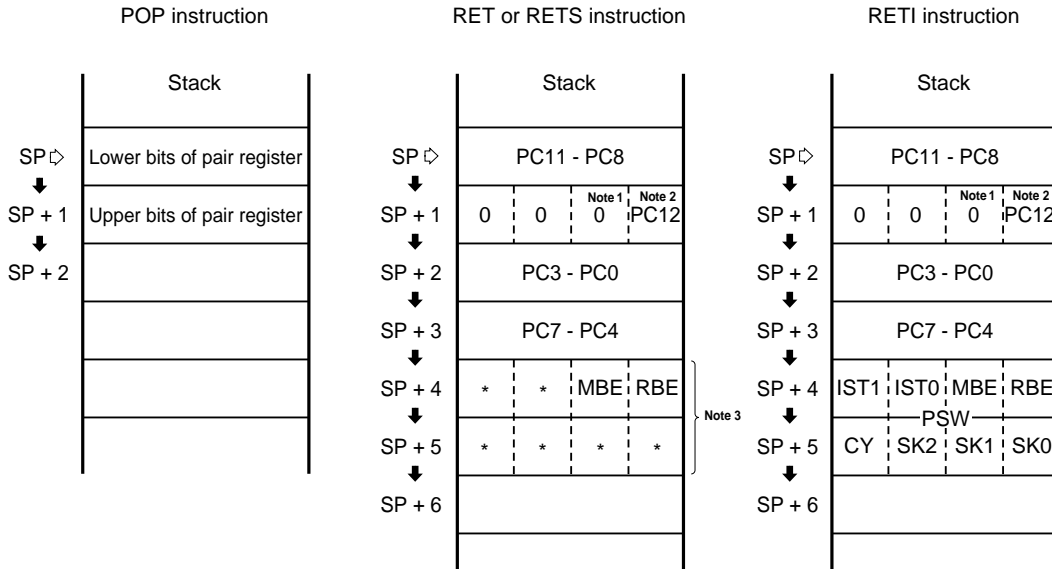 POP instruction
Stack
SP Lower bits of pair register
SP + 1 Upper bits of pair register
SP + 2
RET or RETS instruction
Stack
SP PC11 - PC8
Note 1 Note 2
SP + 1 0 0 0 PC12
SP + 2 PC3 - PC0
SP + 3 PC7 - PC4
SP + 4 * * MBE RBE
Note 3
SP + 5 * * * *
SP + 6
RETI instruction
Stack
SP PC11 - PC8
Note 1 Note 2
SP + 1 0 0 0 PC12
SP + 2 PC3 - PC0
SP + 3 PC7 - PC4
SP + 4 IST1 IST0 MBE RBE
PSW
SP + 5 CY SK2 SK1 SK0
SP + 6